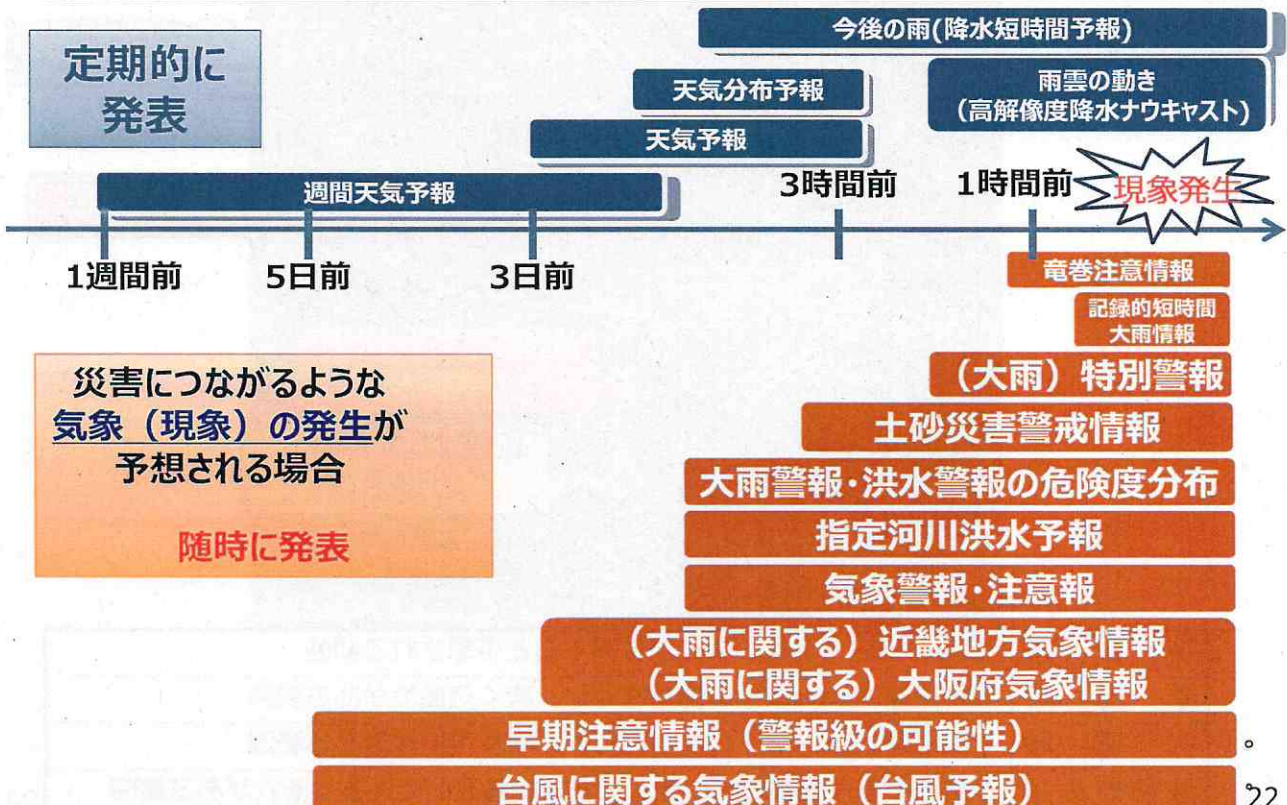 定期的に
発表
今後の雨(降水短時間予報)
天気分布予報
雨雲の動き
(高解像度降水ナウキャスト)
天気予報
週間天気予報
3時間前
1時間前
現象発生
1週間前
5日前
3日前
竜巻注意情報
記録的短時間
大雨情報
(大雨)特別警報
土砂災害警戒情報
大雨警報・洪水警報の危険度分布
指定河川洪水予報
気象警報・注意報
(大雨に関する)近畿地方気象情報
(大雨に関する)大阪府気象情報
早期注意情報(警報級の可能性)
。
台風に関する気象情報(台風予報)
災害につながるような
気象(現象)の発生が
予想される場合
随時に発表
22